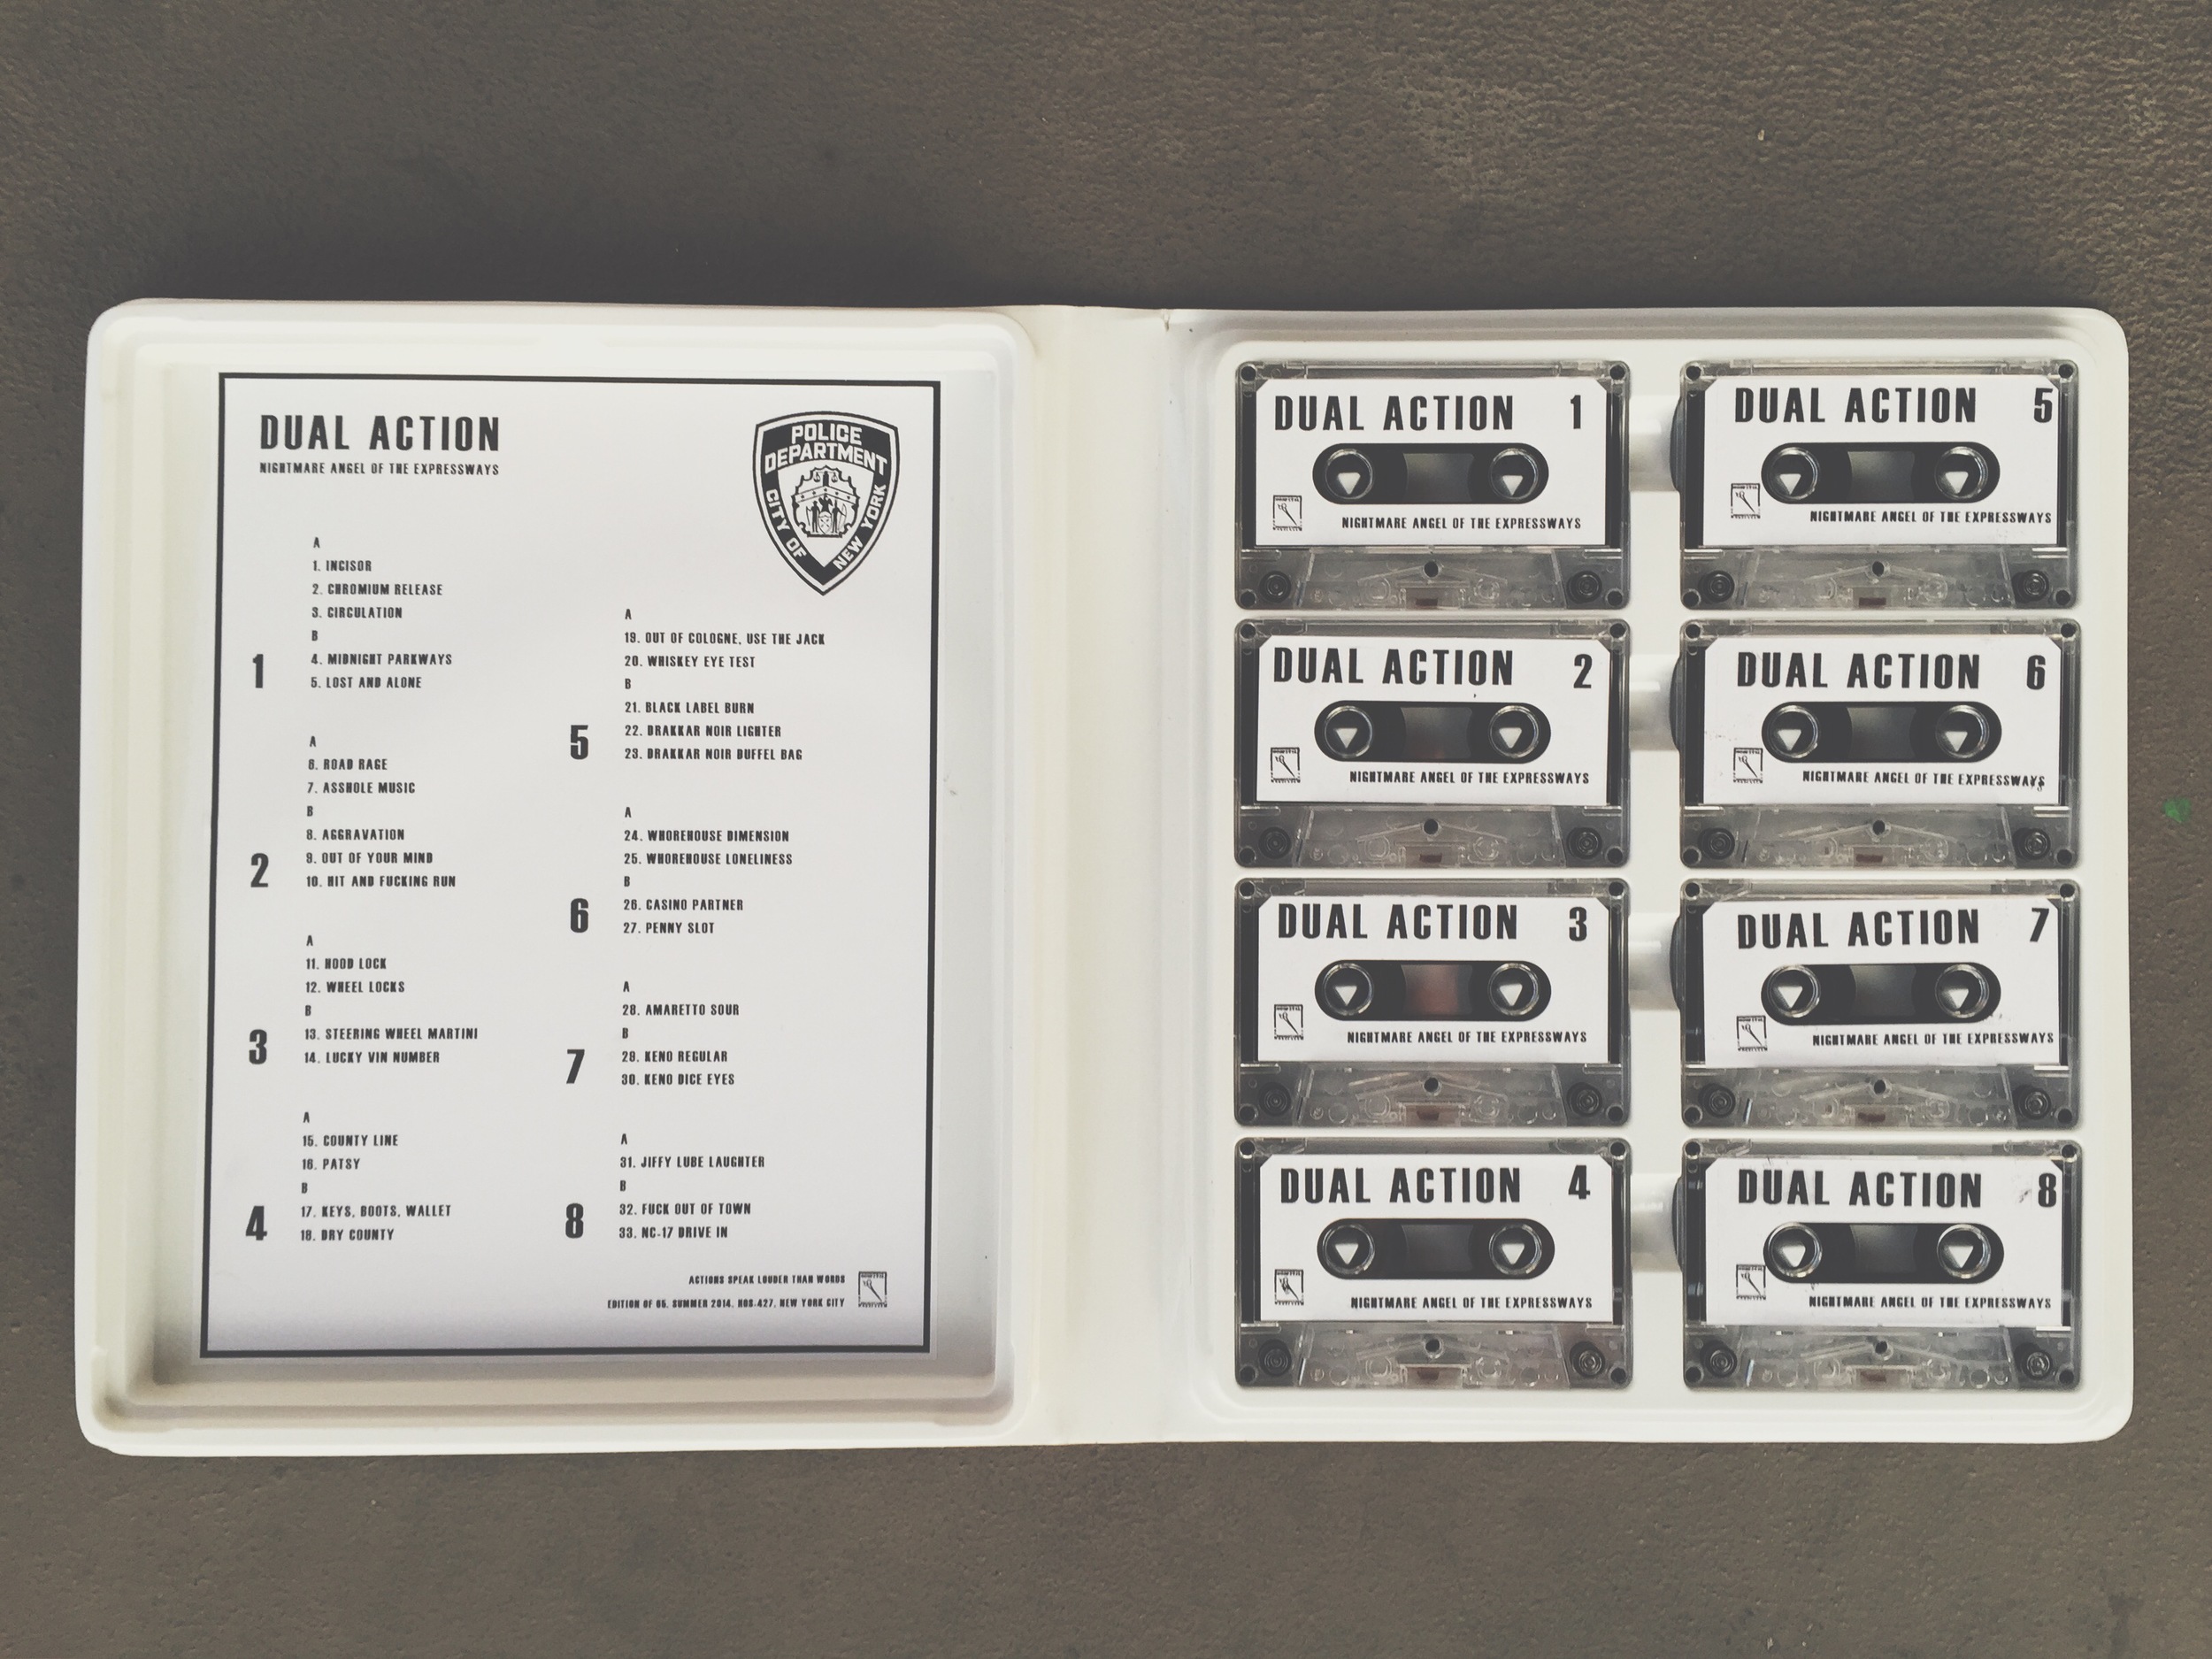 DUAL ACTION
NIGHTMARE ANGEL OF THE EXPRESSWAYS
POLICE
DEPARTMENT
CITY OF
NEW YORK
1
A
1. INCISOR
2. CHROMIUM RELEASE
3. CIRCULATION
B
4. MIDNIGHT PARKWAYS
5. LOST AND ALONE
2
A
6. ROAD RAGE
7. ASSHOLE MUSIC
B
8. AGGRAVATION
9. OUT OF YOUR MIND
10. HIT AND FUCKING RUN
3
A
11. HOOD LOCK
12. WHEEL LOCKS
B
13. STEERING WHEEL MARTINI
14. LUCKY VIN NUMBER
4
A
15. COUNTY LINE
16. PATSY
B
17. KEYS, BOOTS, WALLET
18. DRY COUNTY
5
A
19. OUT OF COLOGNE, USE THE JACK
20. WHISKEY EYE TEST
B
21. BLACK LABEL BURN
22. DRAKKAR NOIR LIGHTER
23. DRAKKAR NOIR DUFFEL BAG
6
A
24. WHOREHOUSE DIMENSION
25. WHOREHOUSE LONELINESS
B
26. CASINO PARTNER
27. PENNY SLOT
7
A
28. AMARETTO SOUR
B
29. KENO REGULAR
30. KENO DICE EYES
8
A
31. JIFFY LUBE LAUGHTER
B
32. FUCK OUT OF TOWN
33. NC-17 DRIVE IN
ACTIONS SPEAK LOUDER THAN WORDS
EDITION OF 65. SUMMER 2014. HOS-427. NEW YORK CITY
DUAL ACTION 1
NIGHTMARE ANGEL OF THE EXPRESSWAYS
DUAL ACTION 2
NIGHTMARE ANGEL OF THE EXPRESSWAYS
DUAL ACTION 3
NIGHTMARE ANGEL OF THE EXPRESSWAYS
DUAL ACTION 4
NIGHTMARE ANGEL OF THE EXPRESSWAYS
DUAL ACTION 5
NIGHTMARE ANGEL OF THE EXPRESSWAYS
DUAL ACTION 6
NIGHTMARE ANGEL OF THE EXPRESSWAYS
DUAL ACTION 7
NIGHTMARE ANGEL OF THE EXPRESSWAYS
DUAL ACTION 8
NIGHTMARE ANGEL OF THE EXPRESSWAYS